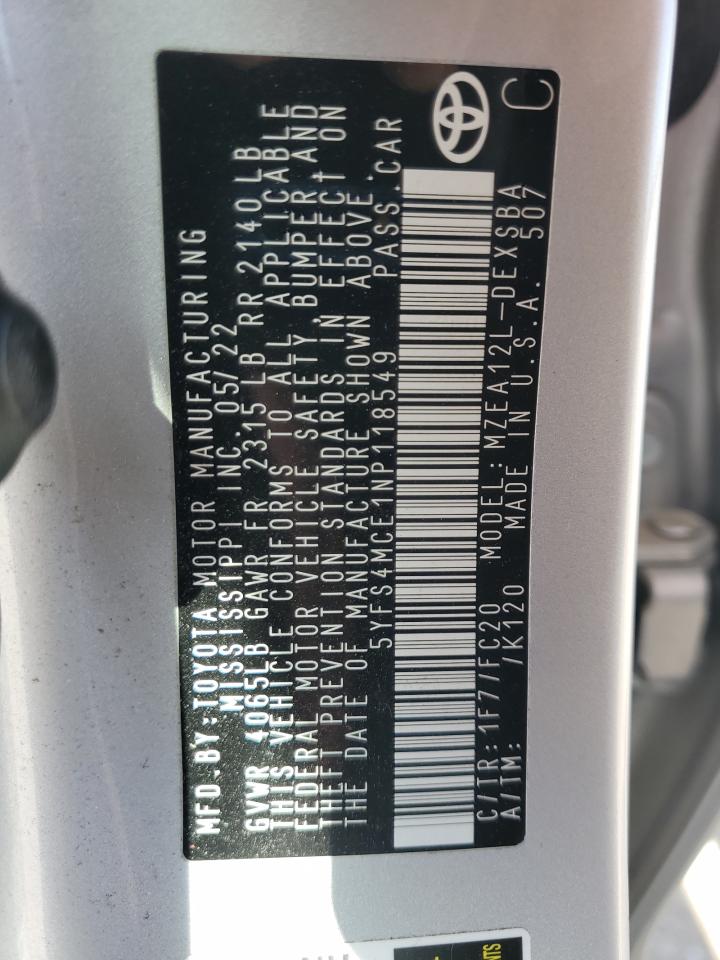 MFD.BY:TOYOTA MOTOR MANUFACTURING
MISSISSIPPI INC. 05/22
GVWR 4065LB GAWR FR 2315 LB RR 2140LB
THIS VEHICLE CONFORMS TO ALL APPLICABLE
FEDERAL MOTOR VEHICLE SAFETY, BUMPER AND
THEFT PREVENTION STANDARDS IN EFFECT ON
THE DATE OF MANUFACTURE SHOWN ABOVE.
5YFS4MCE1NP118549 PASS.CAR
C/TR: 1F7/FC20 MODEL: MZEA12L-DEXSBA
A/TM: /K120 MADE IN U.S.A. 507
C